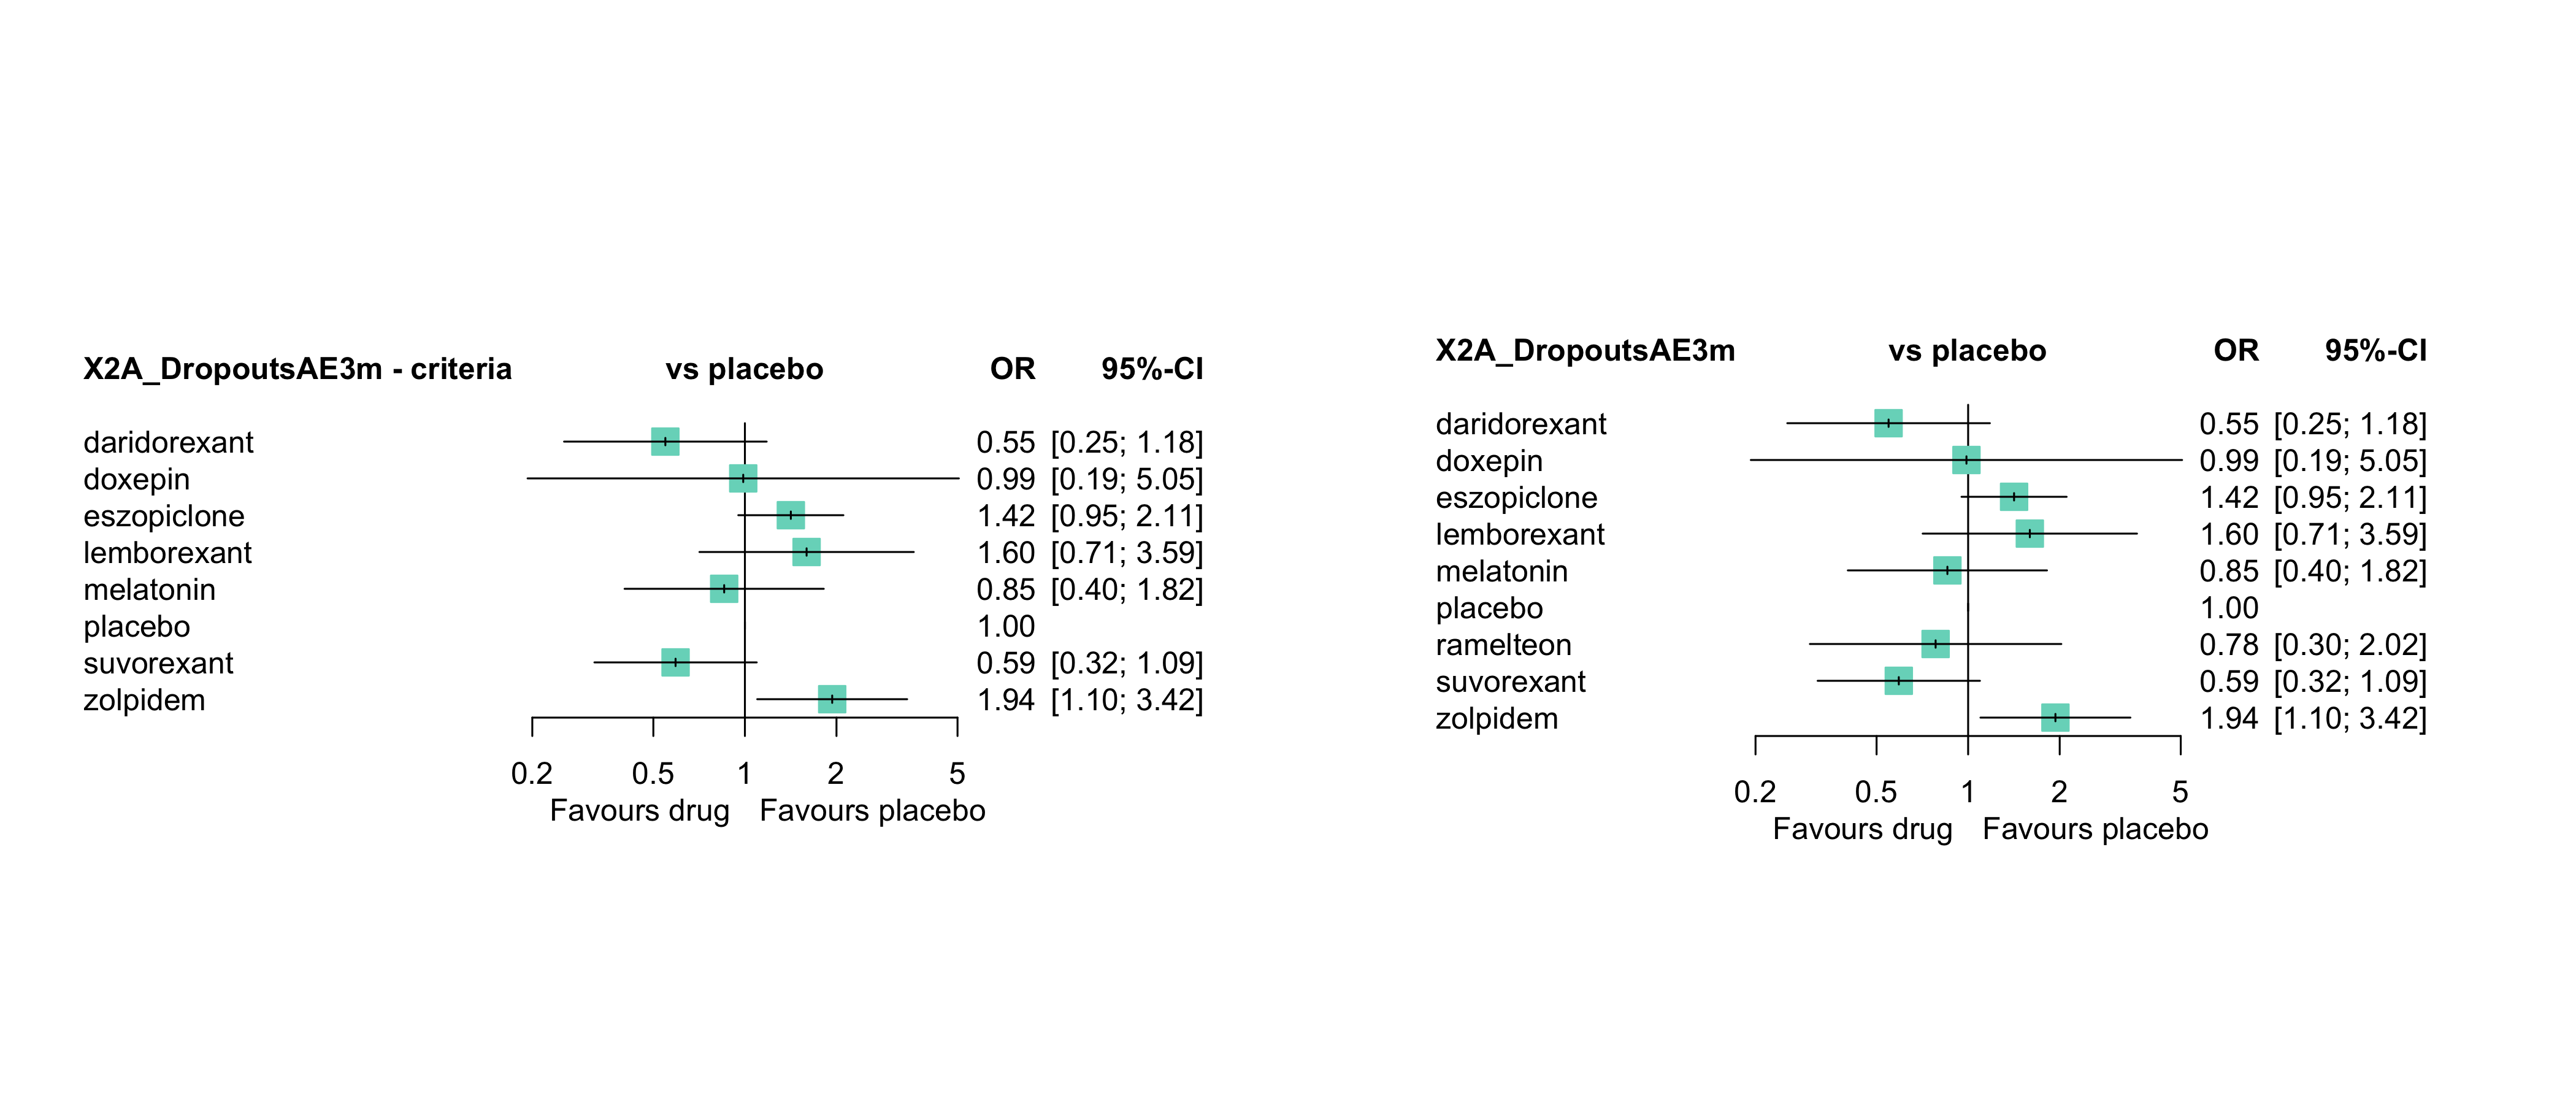 X2A_DropoutsAE3m - criteria vs placebo OR 95%-CI
daridorexant 0.55 [0.25; 1.18]
doxepin 0.99 [0.19; 5.05]
eszopiclone 1.42 [0.95; 2.11]
lemborexant 1.60 [0.71; 3.59]
melatonin 0.85 [0.40; 1.82]
placebo 1.00
suvorexant 0.59 [0.32; 1.09]
zolpidem 1.94 [1.10; 3.42]
0.2 0.5 1 2 5
Favours drug Favours placebo
X2A_DropoutsAE3m vs placebo OR 95%-CI
daridorexant 0.55 [0.25; 1.18]
doxepin 0.99 [0.19; 5.05]
eszopiclone 1.42 [0.95; 2.11]
lemborexant 1.60 [0.71; 3.59]
melatonin 0.85 [0.40; 1.82]
placebo 1.00
ramelteon 0.78 [0.30; 2.02]
suvorexant 0.59 [0.32; 1.09]
zolpidem 1.94 [1.10; 3.42]
0.2 0.5 1 2 5
Favours drug Favours placebo